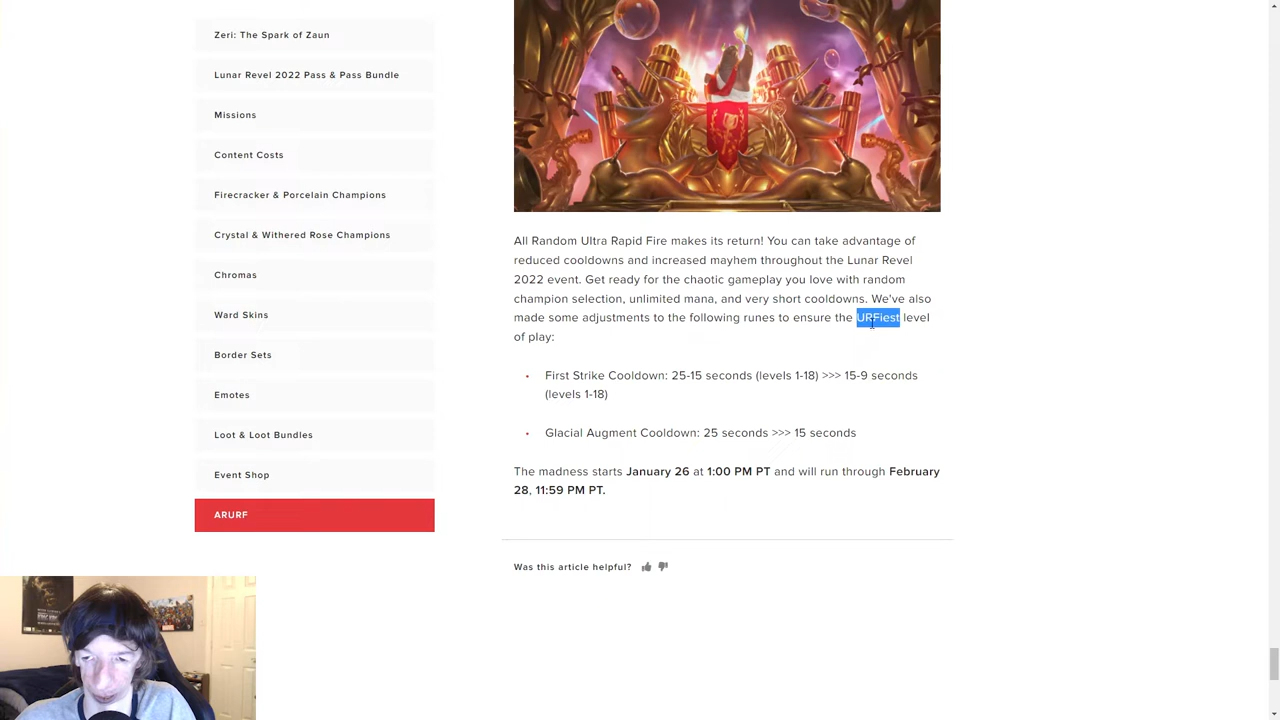 Zeri: The Spark of Zaun
Lunar Revel 2022 Pass & Pass Bundle
Missions
Content Costs
Firecracker & Porcelain Champions
Crystal & Withered Rose Champions
Chromas
Ward Skins
Border Sets
Emotes
Loot & Loot Bundles
Event Shop
ARURF
All Random Ultra Rapid Fire makes its return! You can take advantage of
reduced cooldowns and increased mayhem throughout the Lunar Revel
2022 event. Get ready for the chaotic gameplay you love with random
champion selection, unlimited mana, and very short cooldowns. We've also
made some adjustments to the following runes to ensure the URFiest level
of play:
• First Strike Cooldown: 25-15 seconds (levels 1-18) >>> 15-9 seconds
(levels 1-18)
• Glacial Augment Cooldown: 25 seconds >>> 15 seconds
The madness starts January 26 at 1:00 PM PT and will run through February
28, 11:59 PM PT.
Was this article helpful?